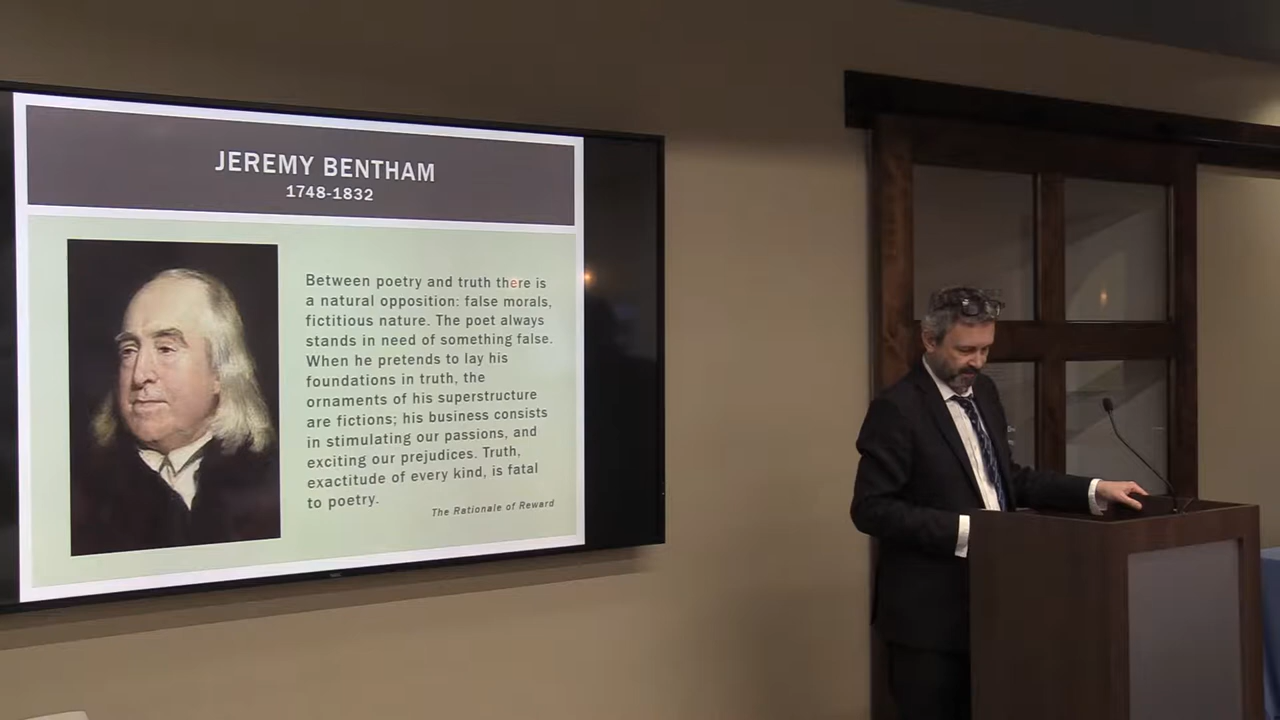 JEREMY BENTHAM
1748-1832
Between poetry and truth there is
a natural opposition: false morals,
fictitious nature. The poet always
stands in need of something false.
When he pretends to lay his
foundations in truth, the
ornaments of his superstructure
are fictions; his business consists
in stimulating our passions, and
exciting our prejudices. Truth,
exactitude of every kind, is fatal
to poetry.
The Rationale of Reward